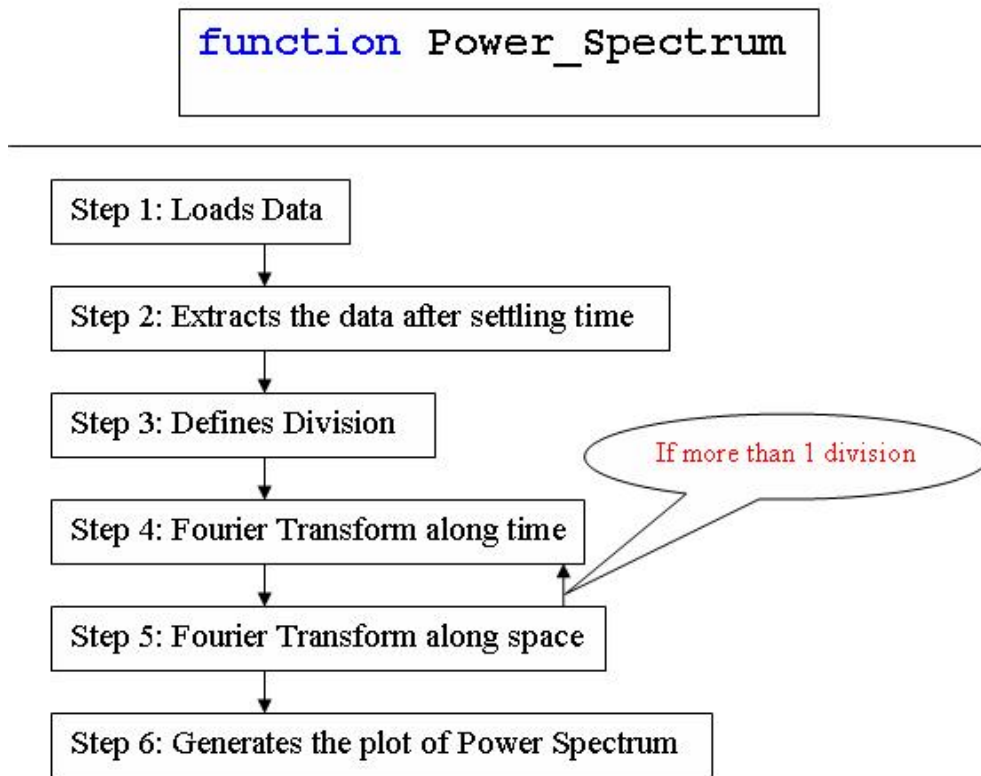 function Power_Spectrum
Step 1: Loads Data
Step 2: Extracts the data after settling time
Step 3: Defines Division
If more than 1 division
Step 4: Fourier Transform along time
Step 5: Fourier Transform along space
Step 6: Generates the plot of Power Spectrum